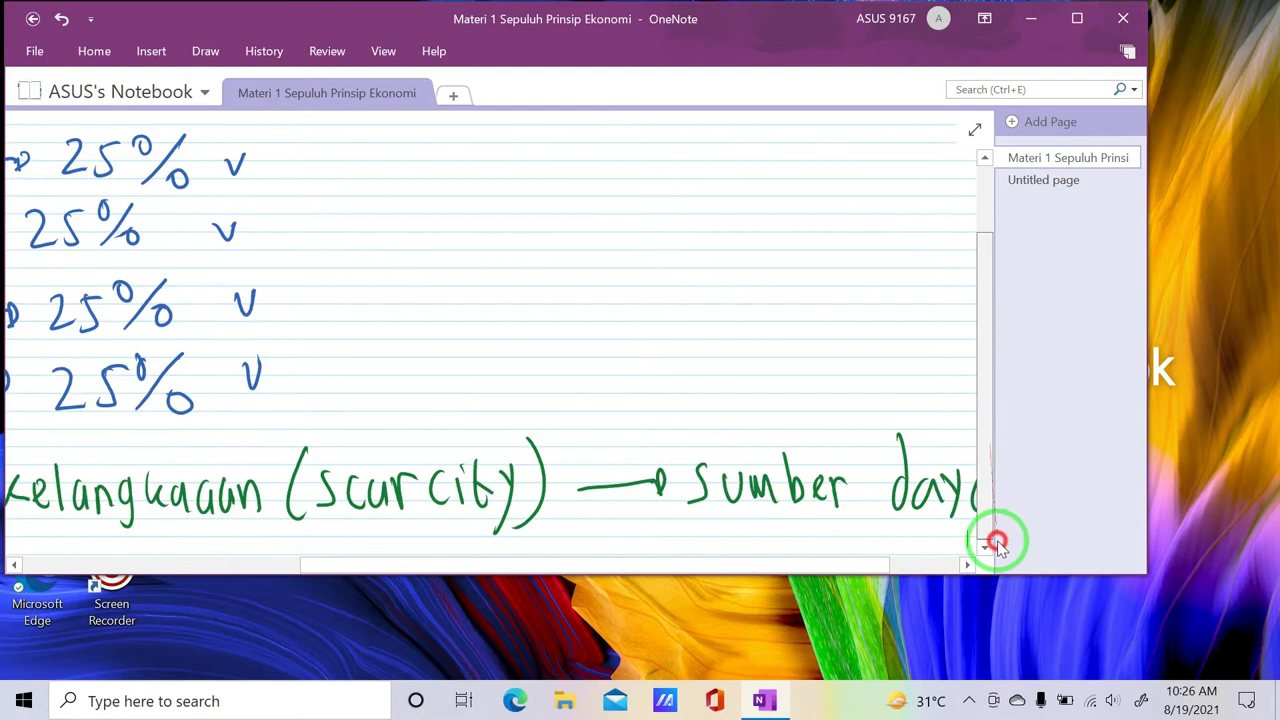 Materi 1 Sepuluh Prinsip Ekonomi - OneNote
ASUS 9167
A
File Home Insert Draw History Review View Help
ASUS's Notebook
Materi 1 Sepuluh Prinsip Ekonomi
Search (Ctrl+E)
Add Page
Materi 1 Sepuluh Prinsi
Untitled page
25% v
25% v
25% v
25% v
kelangkaaan (scarcity) → sumber daya
k
Microsoft Edge
Screen Recorder
Type here to search
31°C
10:26 AM
8/19/2021